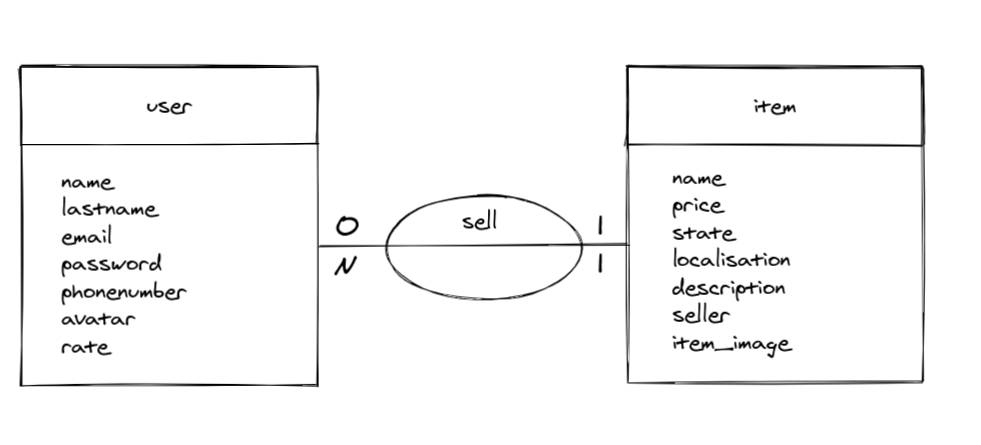 user
name
lastname
email
password
phonenumber
avatar
rate
O
N
sell
1
1
item
name
price
state
localisation
description
seller
item_image